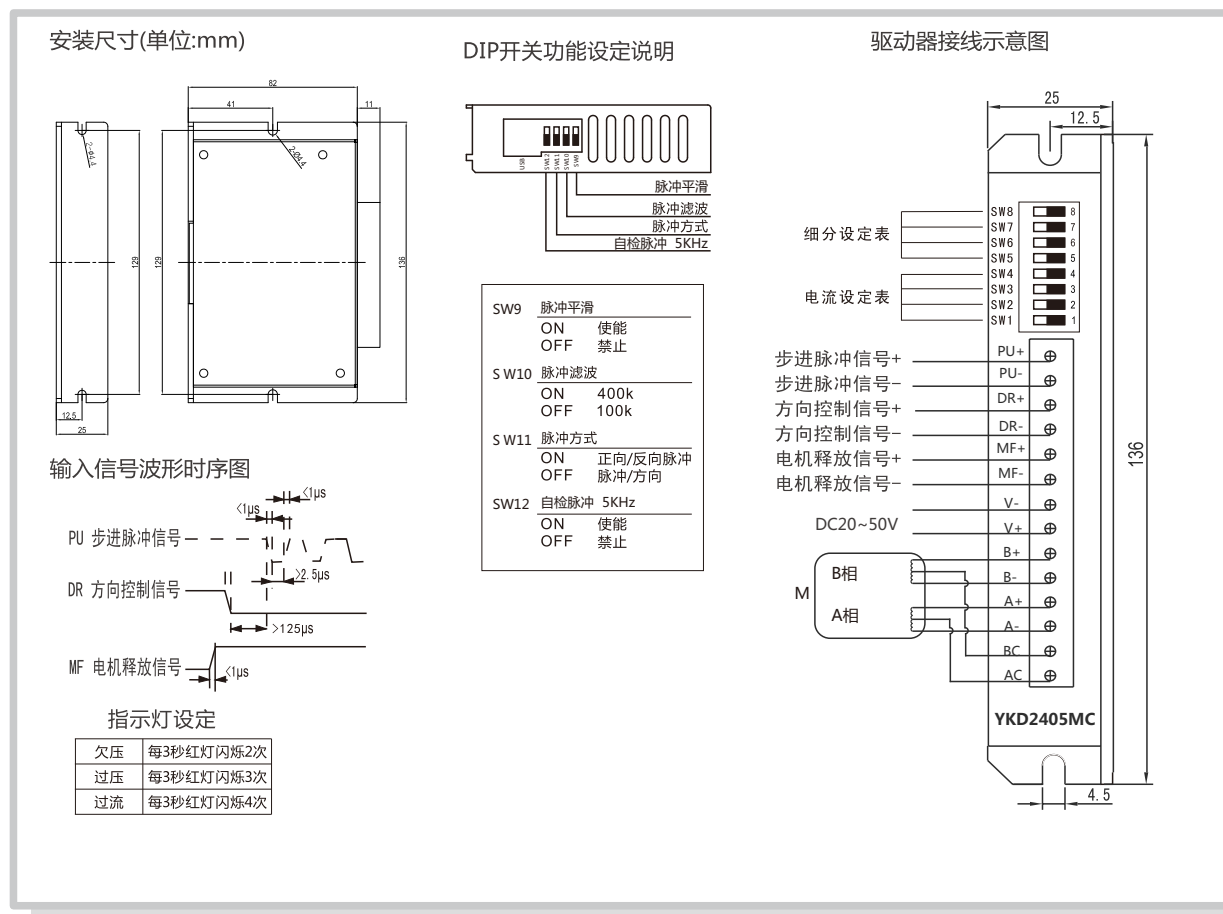 安装尺寸(单位:mm)
82
41
11
2-ø4.4
2-ø4.4
129
129
136
12.5
25
输入信号波形时序图
<1μs
<1μs
PU 步进脉冲信号
>2.5μs
DR 方向控制信号
>125μs
MF 电机释放信号
<1μs
指示灯设定
欠压 每3秒红灯闪烁2次
过压 每3秒红灯闪烁3次
过流 每3秒红灯闪烁4次
DIP开关功能设定说明
USB
SW12
SW11
SW10
SW9
脉冲平滑
脉冲滤波
脉冲方式
自检脉冲 5KHz
SW9 脉冲平滑
ON 使能
OFF 禁止
SW10 脉冲滤波
ON 400k
OFF 100k
SW11 脉冲方式
ON 正向/反向脉冲
OFF 脉冲/方向
SW12 自检脉冲 5KHz
ON 使能
OFF 禁止
驱动器接线示意图
25
12.5
细分设定表
电流设定表
SW8 8
SW7 7
SW6 6
SW5 5
SW4 4
SW3 3
SW2 2
SW1 1
步进脉冲信号+ PU+
步进脉冲信号- PU-
方向控制信号+ DR+
方向控制信号- DR-
电机释放信号+ MF+
电机释放信号- MF-
V-
DC20~50V V+
B+
B相 B-
M
A+
A相 A-
BC
AC
136
YKD2405MC
4.5